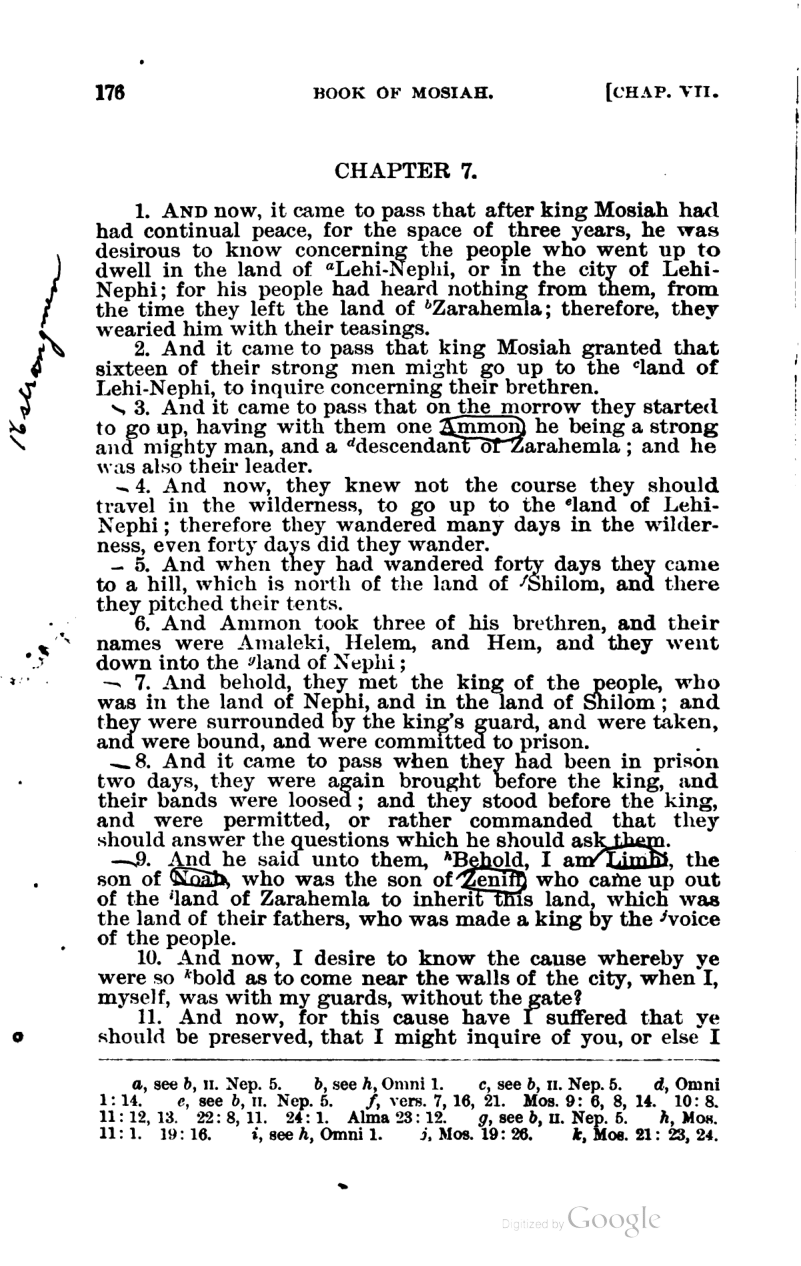 176 BOOK OF MOSIAH. [CHAP. VII.
CHAPTER 7.
1. AND now, it came to pass that after king Mosiah had
had continual peace, for the space of three years, he was
desirous to know concerning the people who went up to
dwell in the land of ᵃLehi-Nephi, or in the city of Lehi-
Nephi; for his people had heard nothing from them, from
the time they left the land of ᵇZarahemla; therefore, they
wearied him with their teasings.
2. And it came to pass that king Mosiah granted that
sixteen of their strong men might go up to the ᶜland of
Lehi-Nephi, to inquire concerning their brethren.
16 strong men
3. And it came to pass that on the morrow they started
to go up, having with them one Ammon, he being a strong
and mighty man, and a ᵈdescendant of Zarahemla; and he
was also their leader.
4. And now, they knew not the course they should
travel in the wilderness, to go up to the ᵉland of Lehi-
Nephi; therefore they wandered many days in the wilder-
ness, even forty days did they wander.
5. And when they had wandered forty days they came
to a hill, which is north of the land of ᶠShilom, and there
they pitched their tents.
6. And Ammon took three of his brethren, and their
names were Amaleki, Helem, and Hem, and they went
down into the ᵍland of Nephi;
7. And behold, they met the king of the people, who
was in the land of Nephi, and in the land of Shilom; and
they were surrounded by the king's guard, and were taken,
and were bound, and were committed to prison.
8. And it came to pass when they had been in prison
two days, they were again brought before the king, and
their bands were loosed; and they stood before the king,
and were permitted, or rather commanded that they
should answer the questions which he should ask them.
9. And he said unto them, ʰBehold, I am Limhi, the
son of Noah, who was the son of Zeniff, who came up out
of the ⁱland of Zarahemla to inherit this land, which was
the land of their fathers, who was made a king by the ʲvoice
of the people.
10. And now, I desire to know the cause whereby ye
were so ᵏbold as to come near the walls of the city, when I,
myself, was with my guards, without the gate?
11. And now, for this cause have I suffered that ye
should be preserved, that I might inquire of you, or else I
a, see b, II. Nep. 5. b, see h, Omni 1. c, see b, II. Nep. 5. d, Omni
1: 14. e, see b, II. Nep. 5. f, vers. 7, 16, 21. Mos. 9: 6, 8, 14. 10: 8.
11: 12, 13. 22: 8, 11. 24: 1. Alma 23: 12. g, see b, II. Nep. 5. h, Mos.
11: 1. 19: 16. i, see h, Omni 1. j, Mos. 19: 26. k, Mos. 21: 23, 24.
Digitized by Google